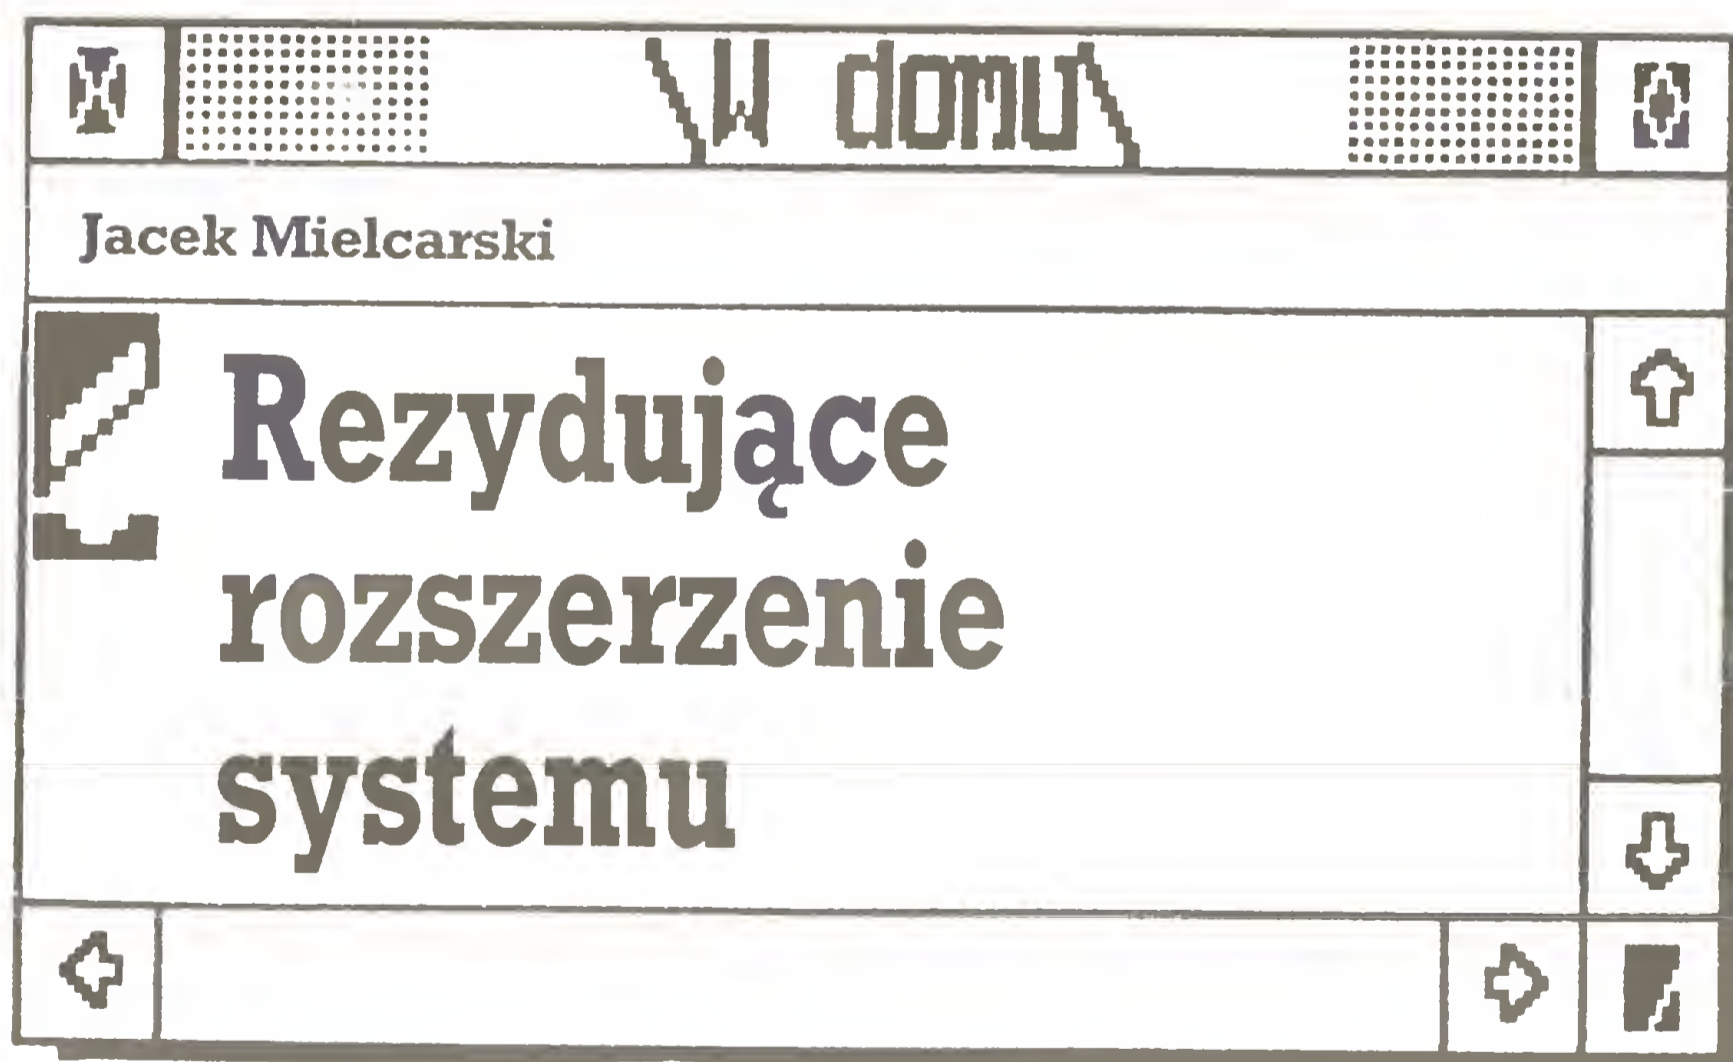 \W domu\
Jacek Mielcarski
Rezydujące
rozszerzenie
systemu